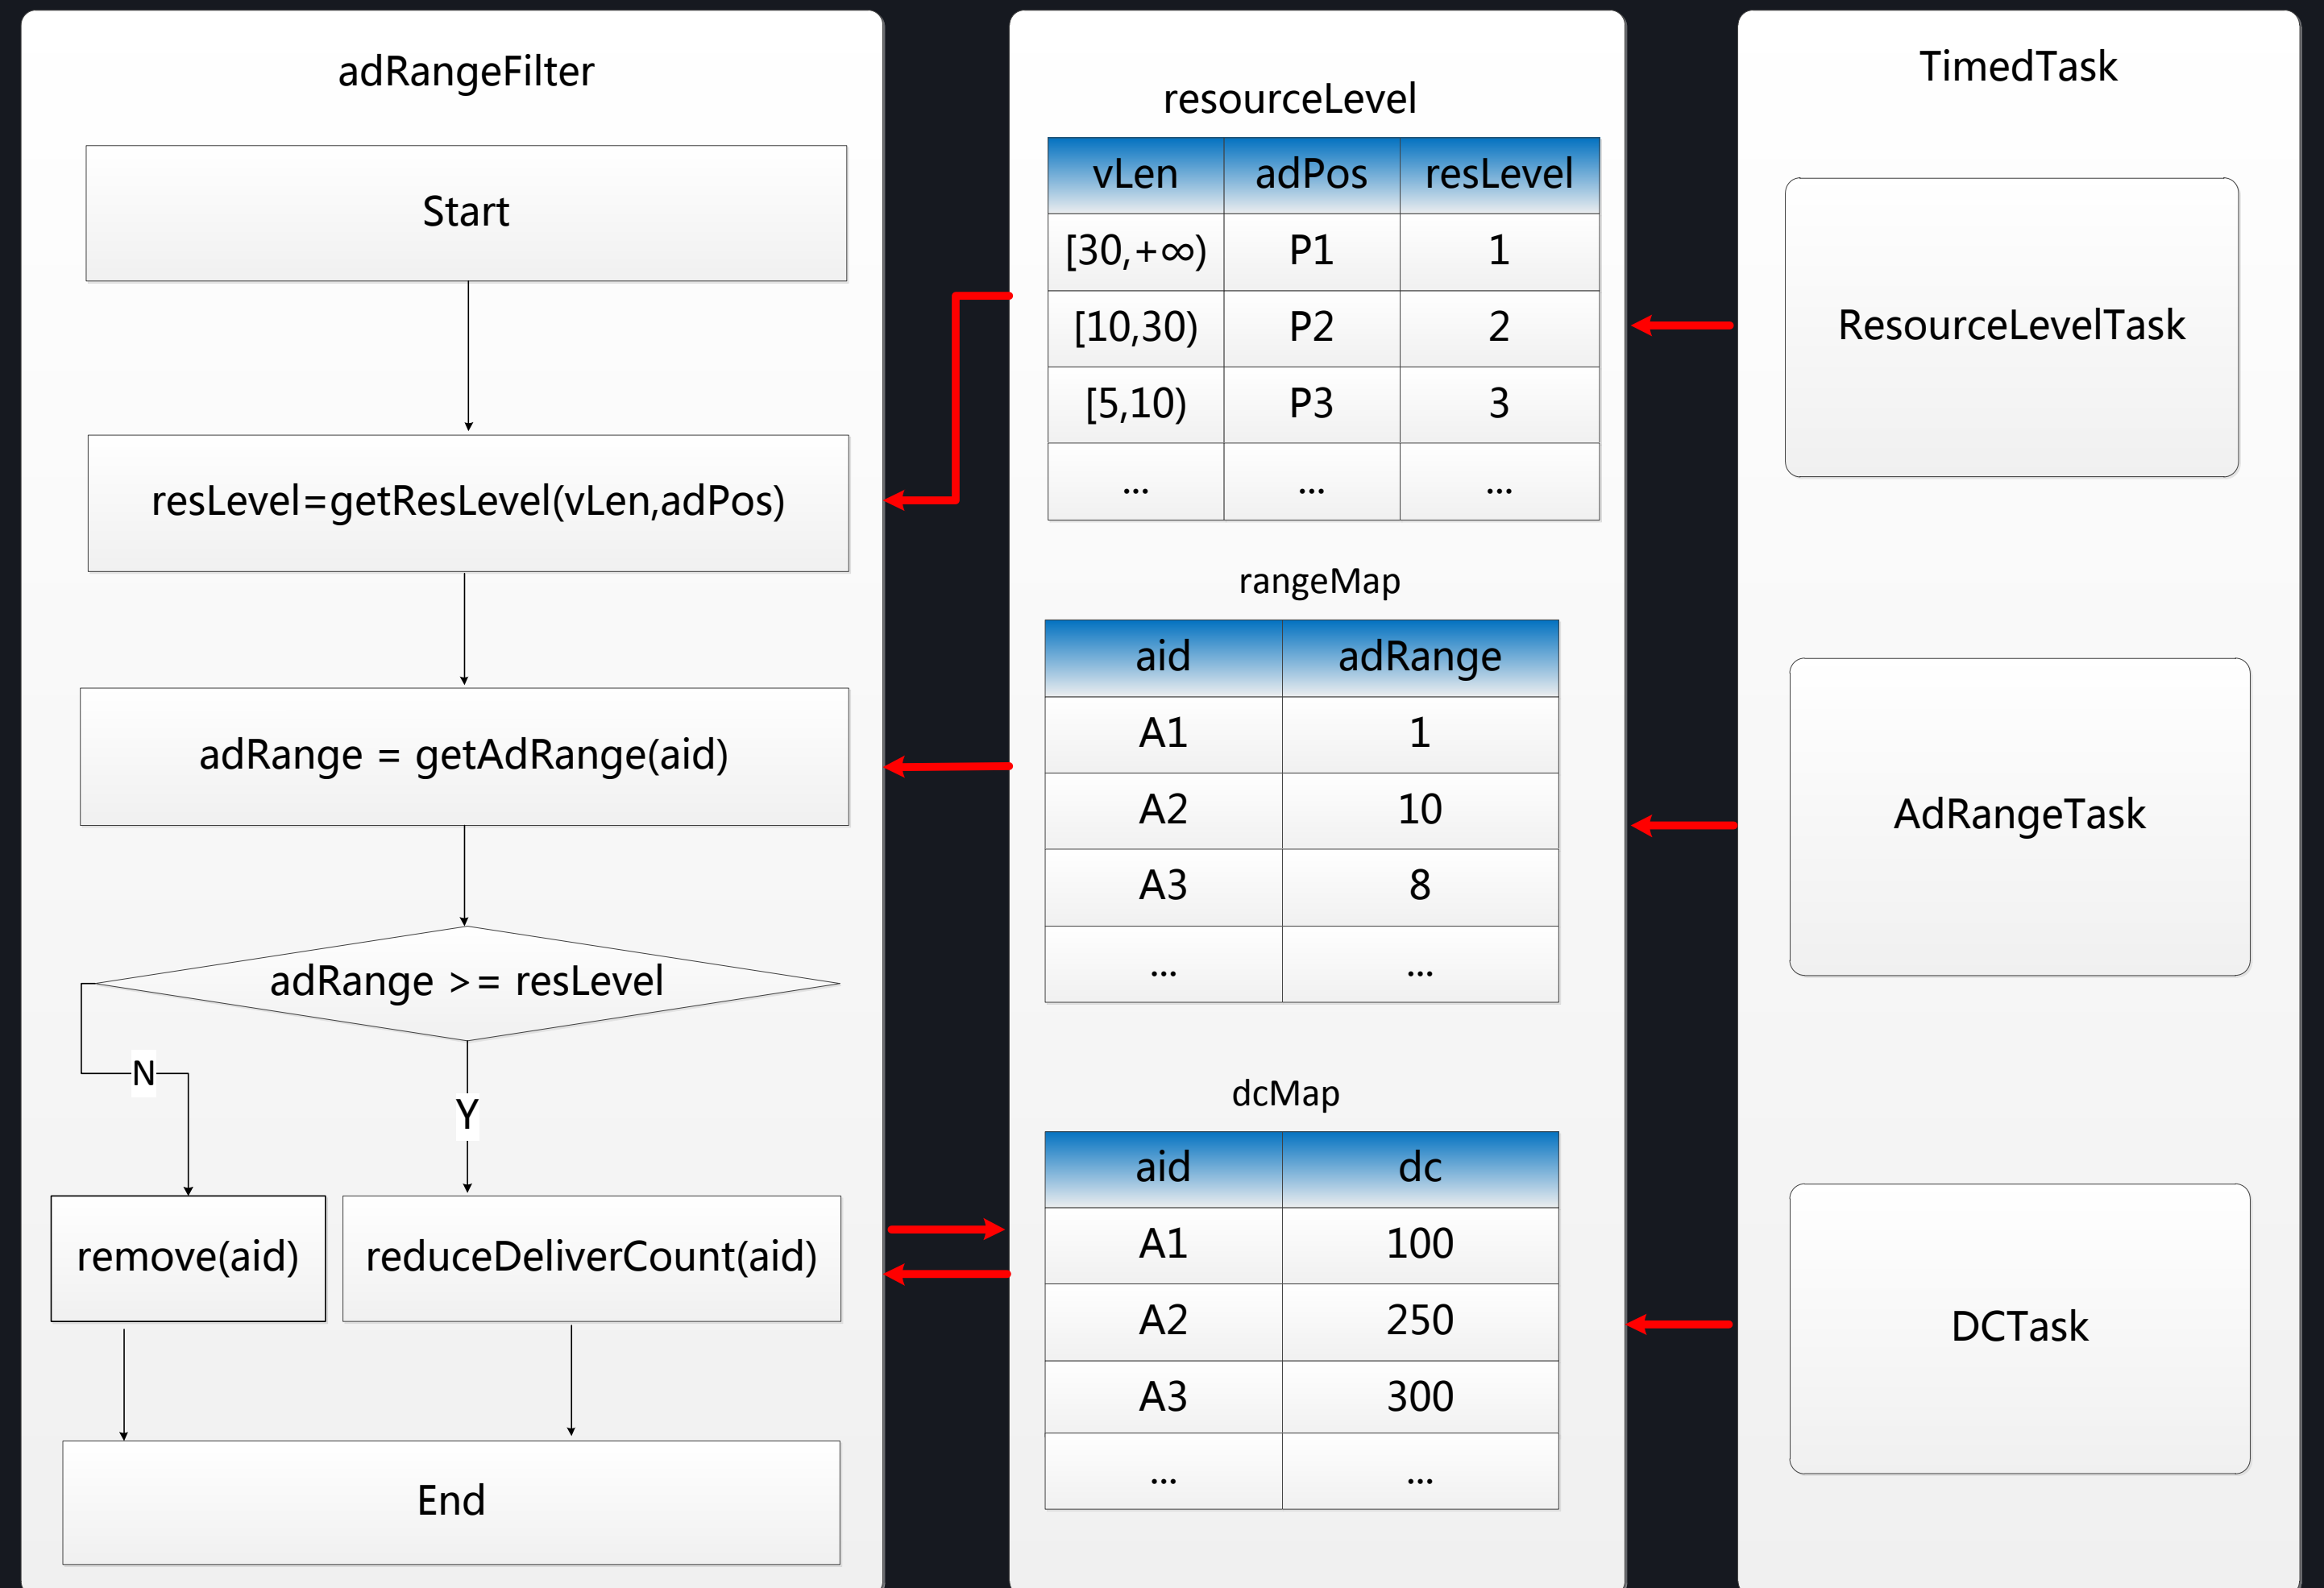 adRangeFilter
Start
resLevel=getResLevel(vLen,adPos)
adRange = getAdRange(aid)
adRange >= resLevel
N
Y
remove(aid)
reduceDeliverCount(aid)
End
resourceLevel
vLen adPos resLevel
[30,+∞) P1 1
[10,30) P2 2
[5,10) P3 3
... ... ...
rangeMap
aid adRange
A1 1
A2 10
A3 8
... ...
dcMap
aid dc
A1 100
A2 250
A3 300
... ...
TimedTask
ResourceLevelTask
AdRangeTask
DCTask